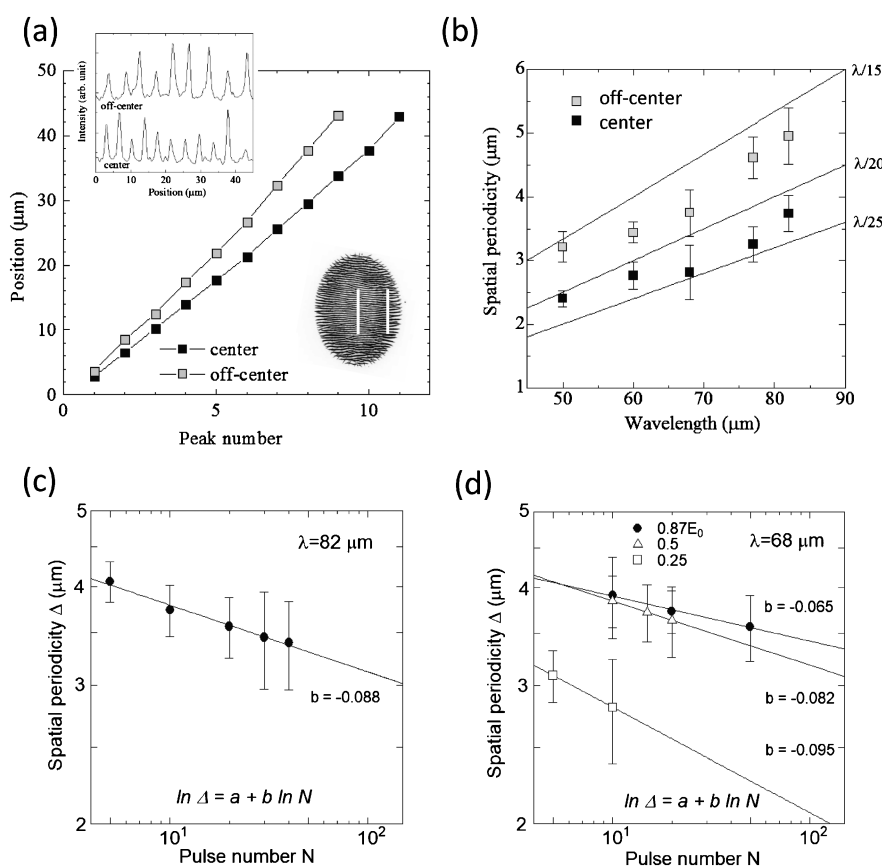 (a)
Intensity (arb. unit)
off-center
center
0 10 20 30 40
Position (μm)
50
40
30
20
10
0
Position (μm)
center
off-center
0 5 10
Peak number
(b)
6
5
4
3
2
1
Spatial periodicity (μm)
off-center
center
λ/15
λ/20
λ/25
50 60 70 80 90
Wavelength (μm)
(c)
5
4
3
2
Spatial periodicity Δ (μm)
λ=82 μm
b = -0.088
ln Δ = a + b ln N
10¹ 10²
Pulse number N
(d)
5
4
3
2
Spatial periodicity Δ (μm)
0.87E₀
0.5
0.25
λ=68 μm
b = -0.065
b = -0.082
b = -0.095
ln Δ = a + b ln N
10¹ 10²
Pulse number N